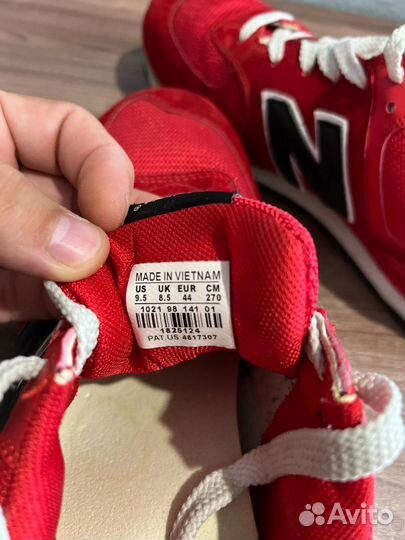 N
MADE IN VIETNAM
US UK EUR CM
9.5 8.5 44 270
1021 98 141 01
1825124
PAT.US 4817307
Avito